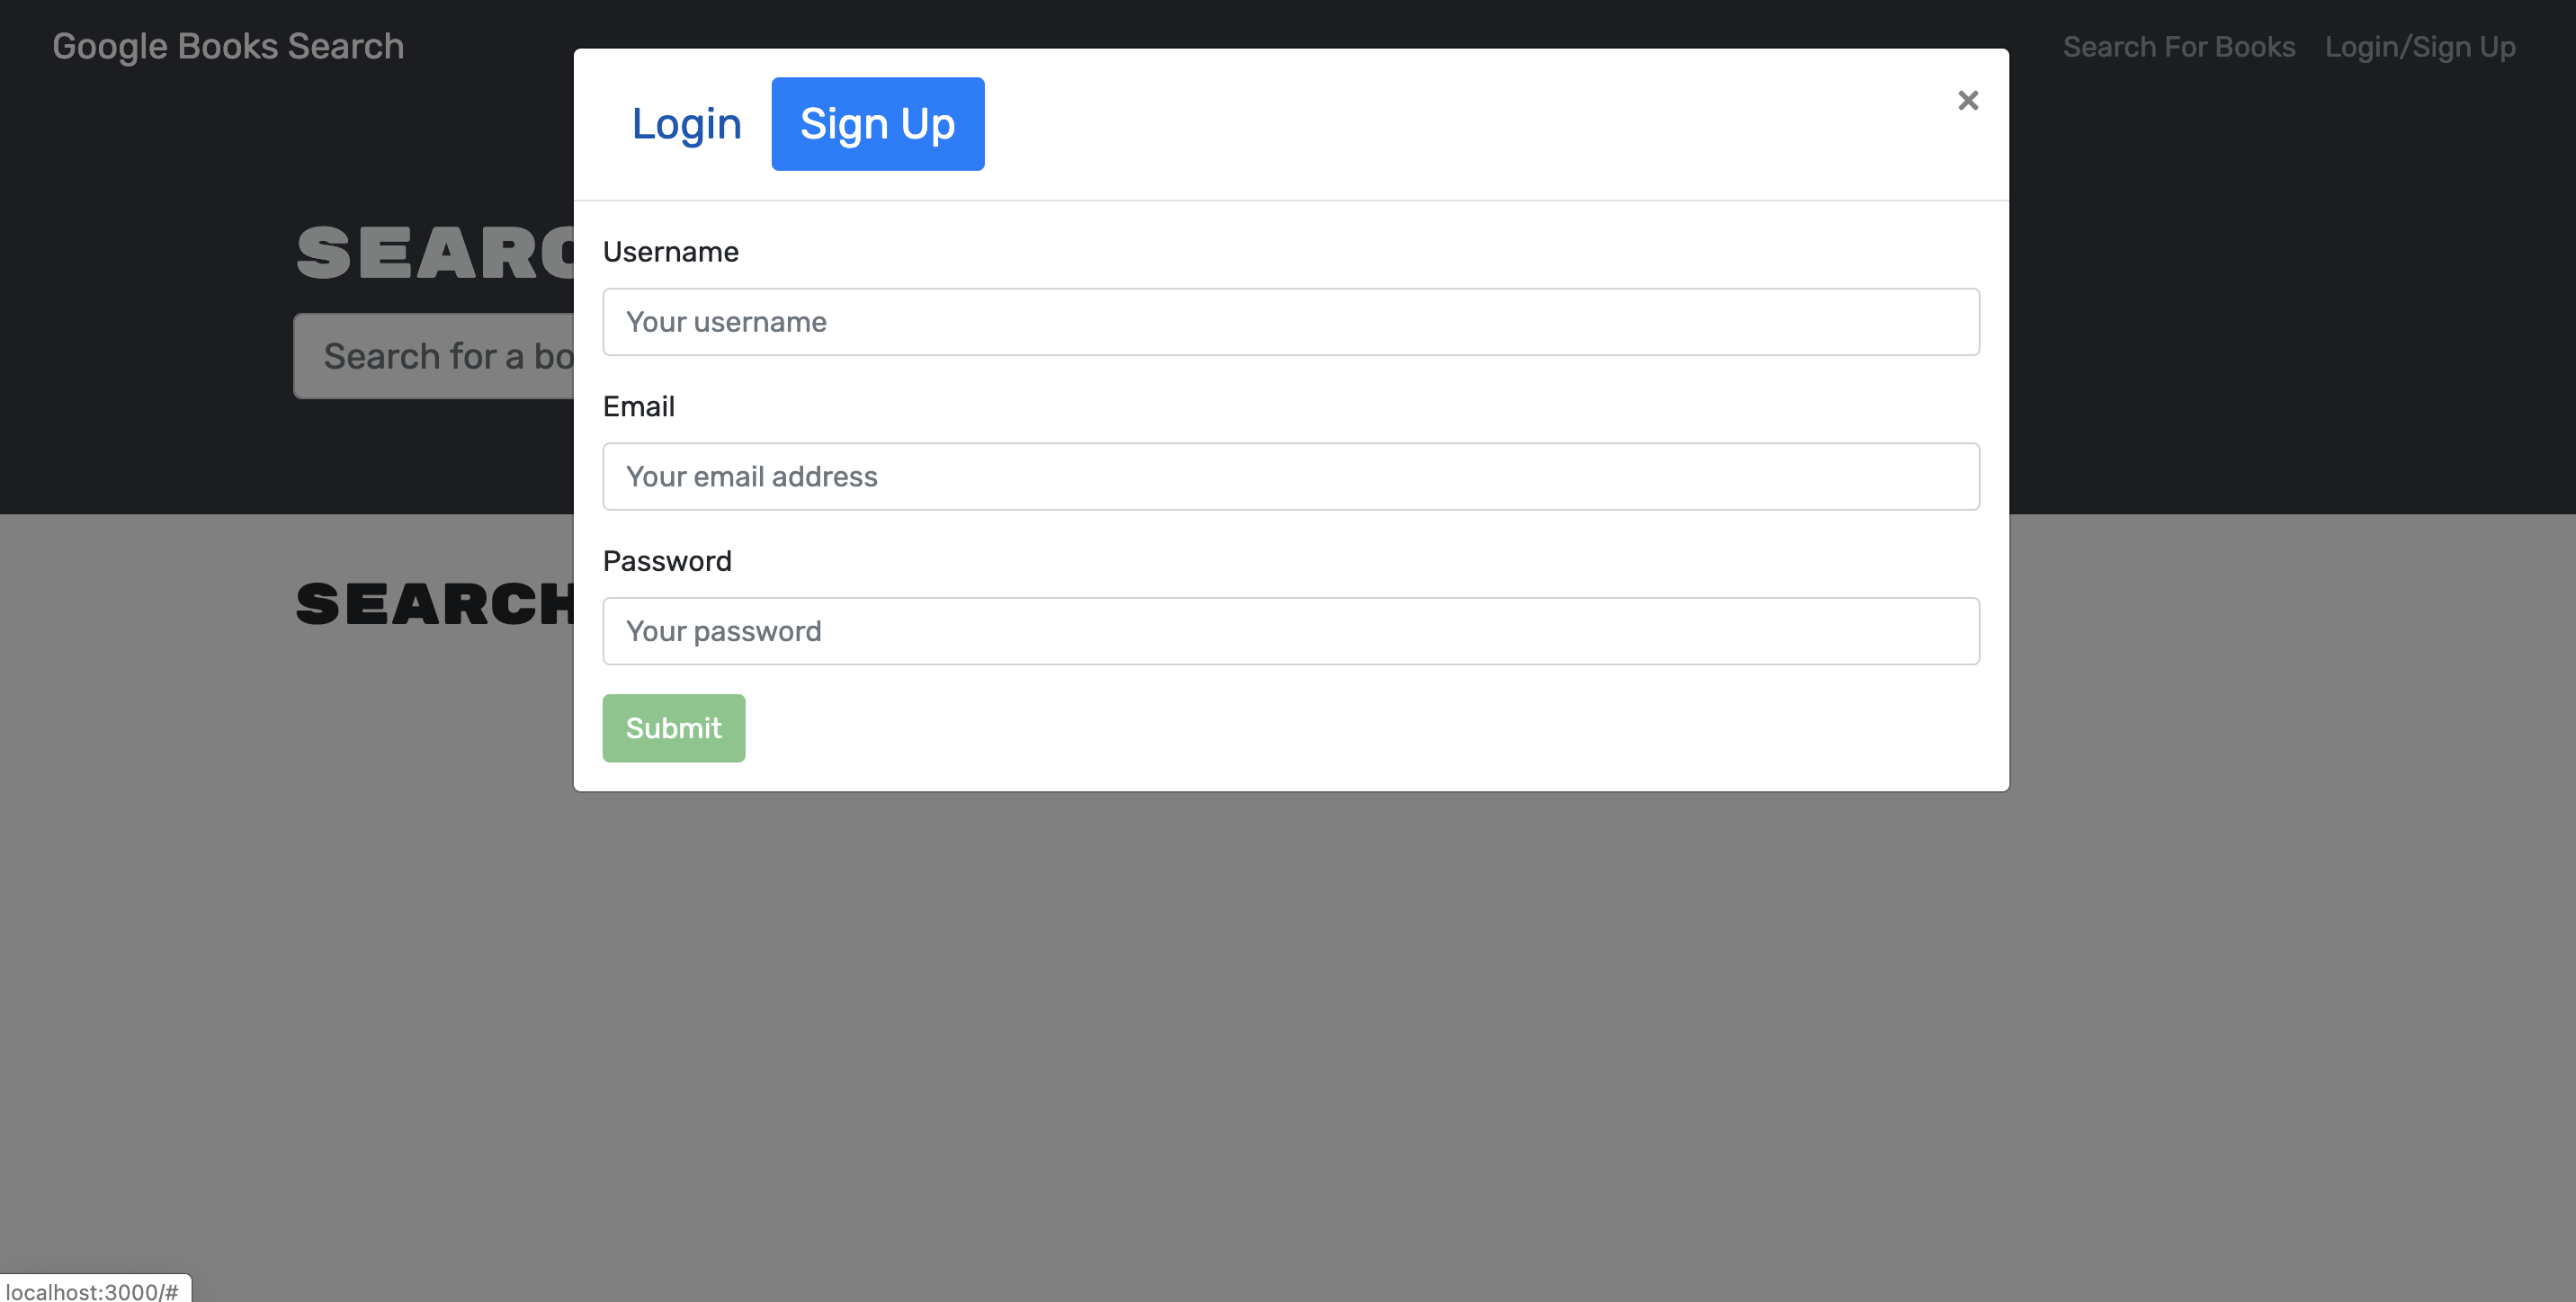 Google Books Search
Search For Books
Login/Sign Up
Login
Sign Up
×
SEARC
Search for a bo
SEARCH
Username
Your username
Email
Your email address
Password
Your password
Submit
localhost:3000/#